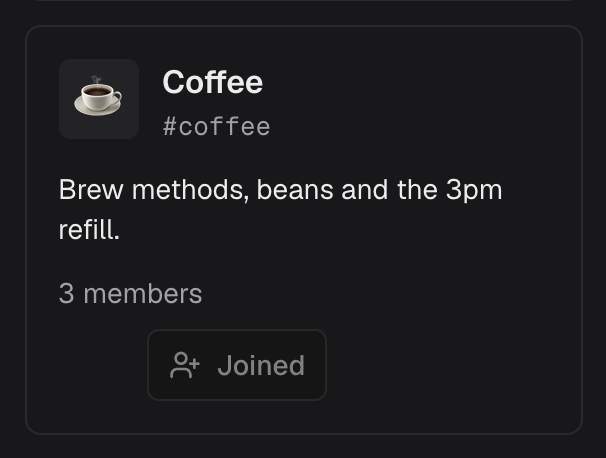 Coffee
#coffee
Brew methods, beans and the 3pm
refill.
3 members
Joined